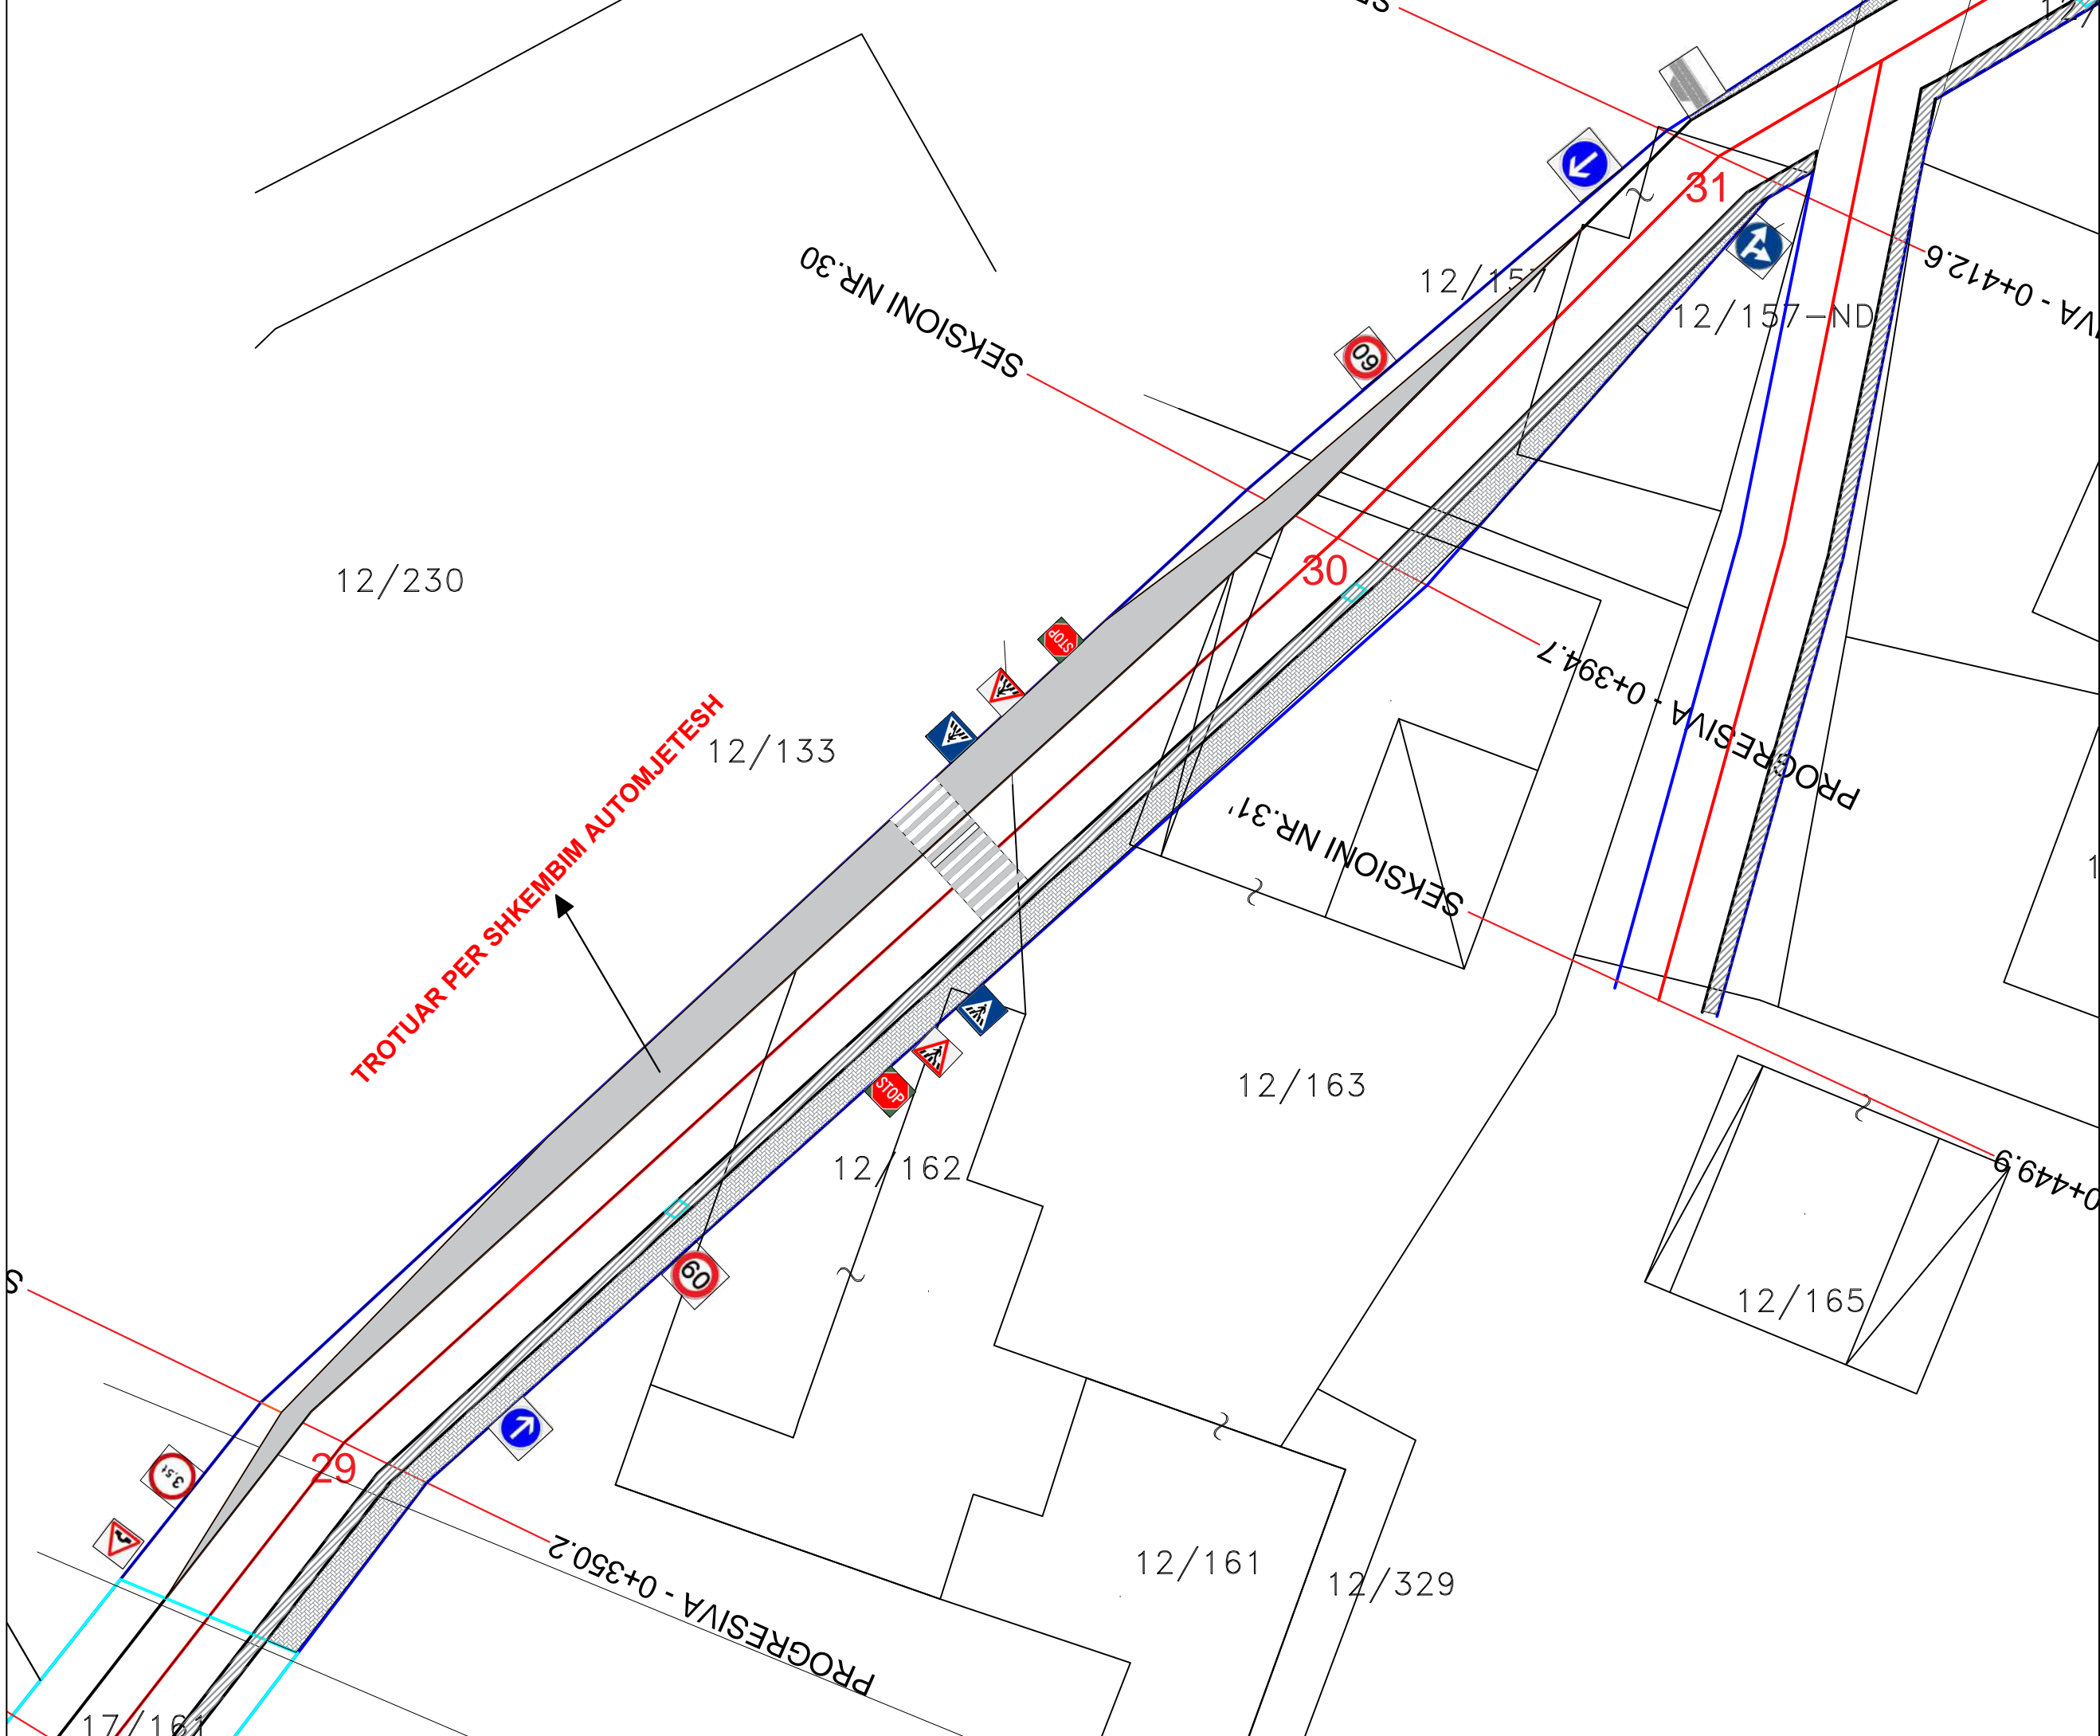 31
12/157
12/157-ND
SEKSIONI NR.30
0+412.6
60
30
12/230
STOP
PROGRESIVA - 0+394.7
12/133
TROTUAR PER SHKEMBIM AUTOMJETESH
SEKSIONI NR.31'
12/163
STOP
12/162
0+449.9
60
12/165
29
3.5t
PROGRESIVA - 0+350.2
12/161
12/329
17/161